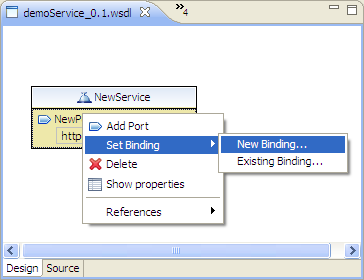 demoService_0.1.wsdl
»4
NewService
NewP
http
Add Port
Set Binding
Delete
Show properties
References
New Binding...
Existing Binding...
Design Source